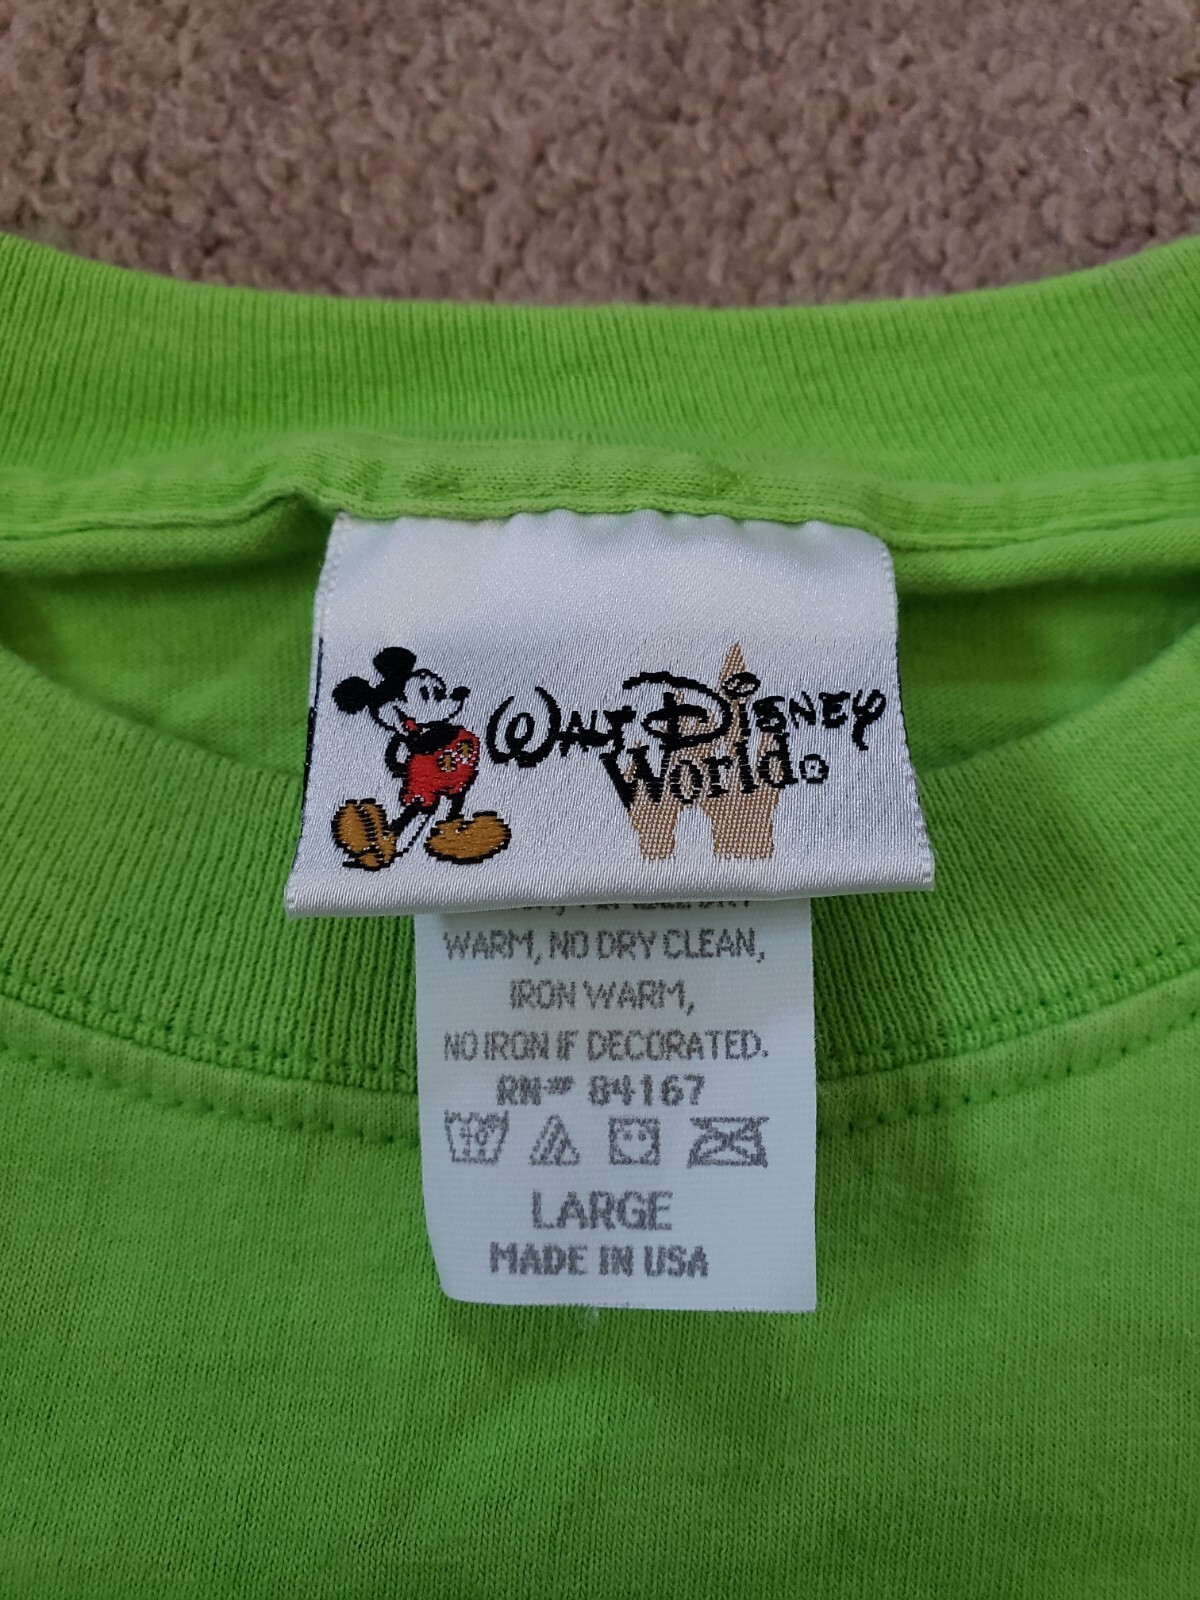 Walt Disney
World®
WARM, NO DRY CLEAN,
IRON WARM,
NO IRON IF DECORATED.
RN# 84167
40
LARGE
MADE IN USA